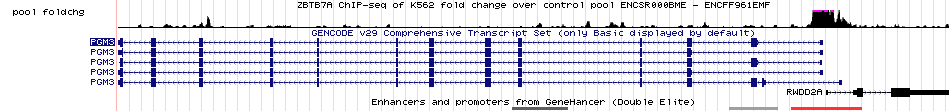 ZBTB7A ChIP-seq of K562 fold change over control pool ENCSR000BME - ENCFF961EMF
pool foldchg
GENCODE v29 Comprehensive Transcript Set (only Basic displayed by default)
PGM3
PGM3
PGM3
PGM3
PGM3
RWDD2A
Enhancers and promoters from GeneHancer (Double Elite)